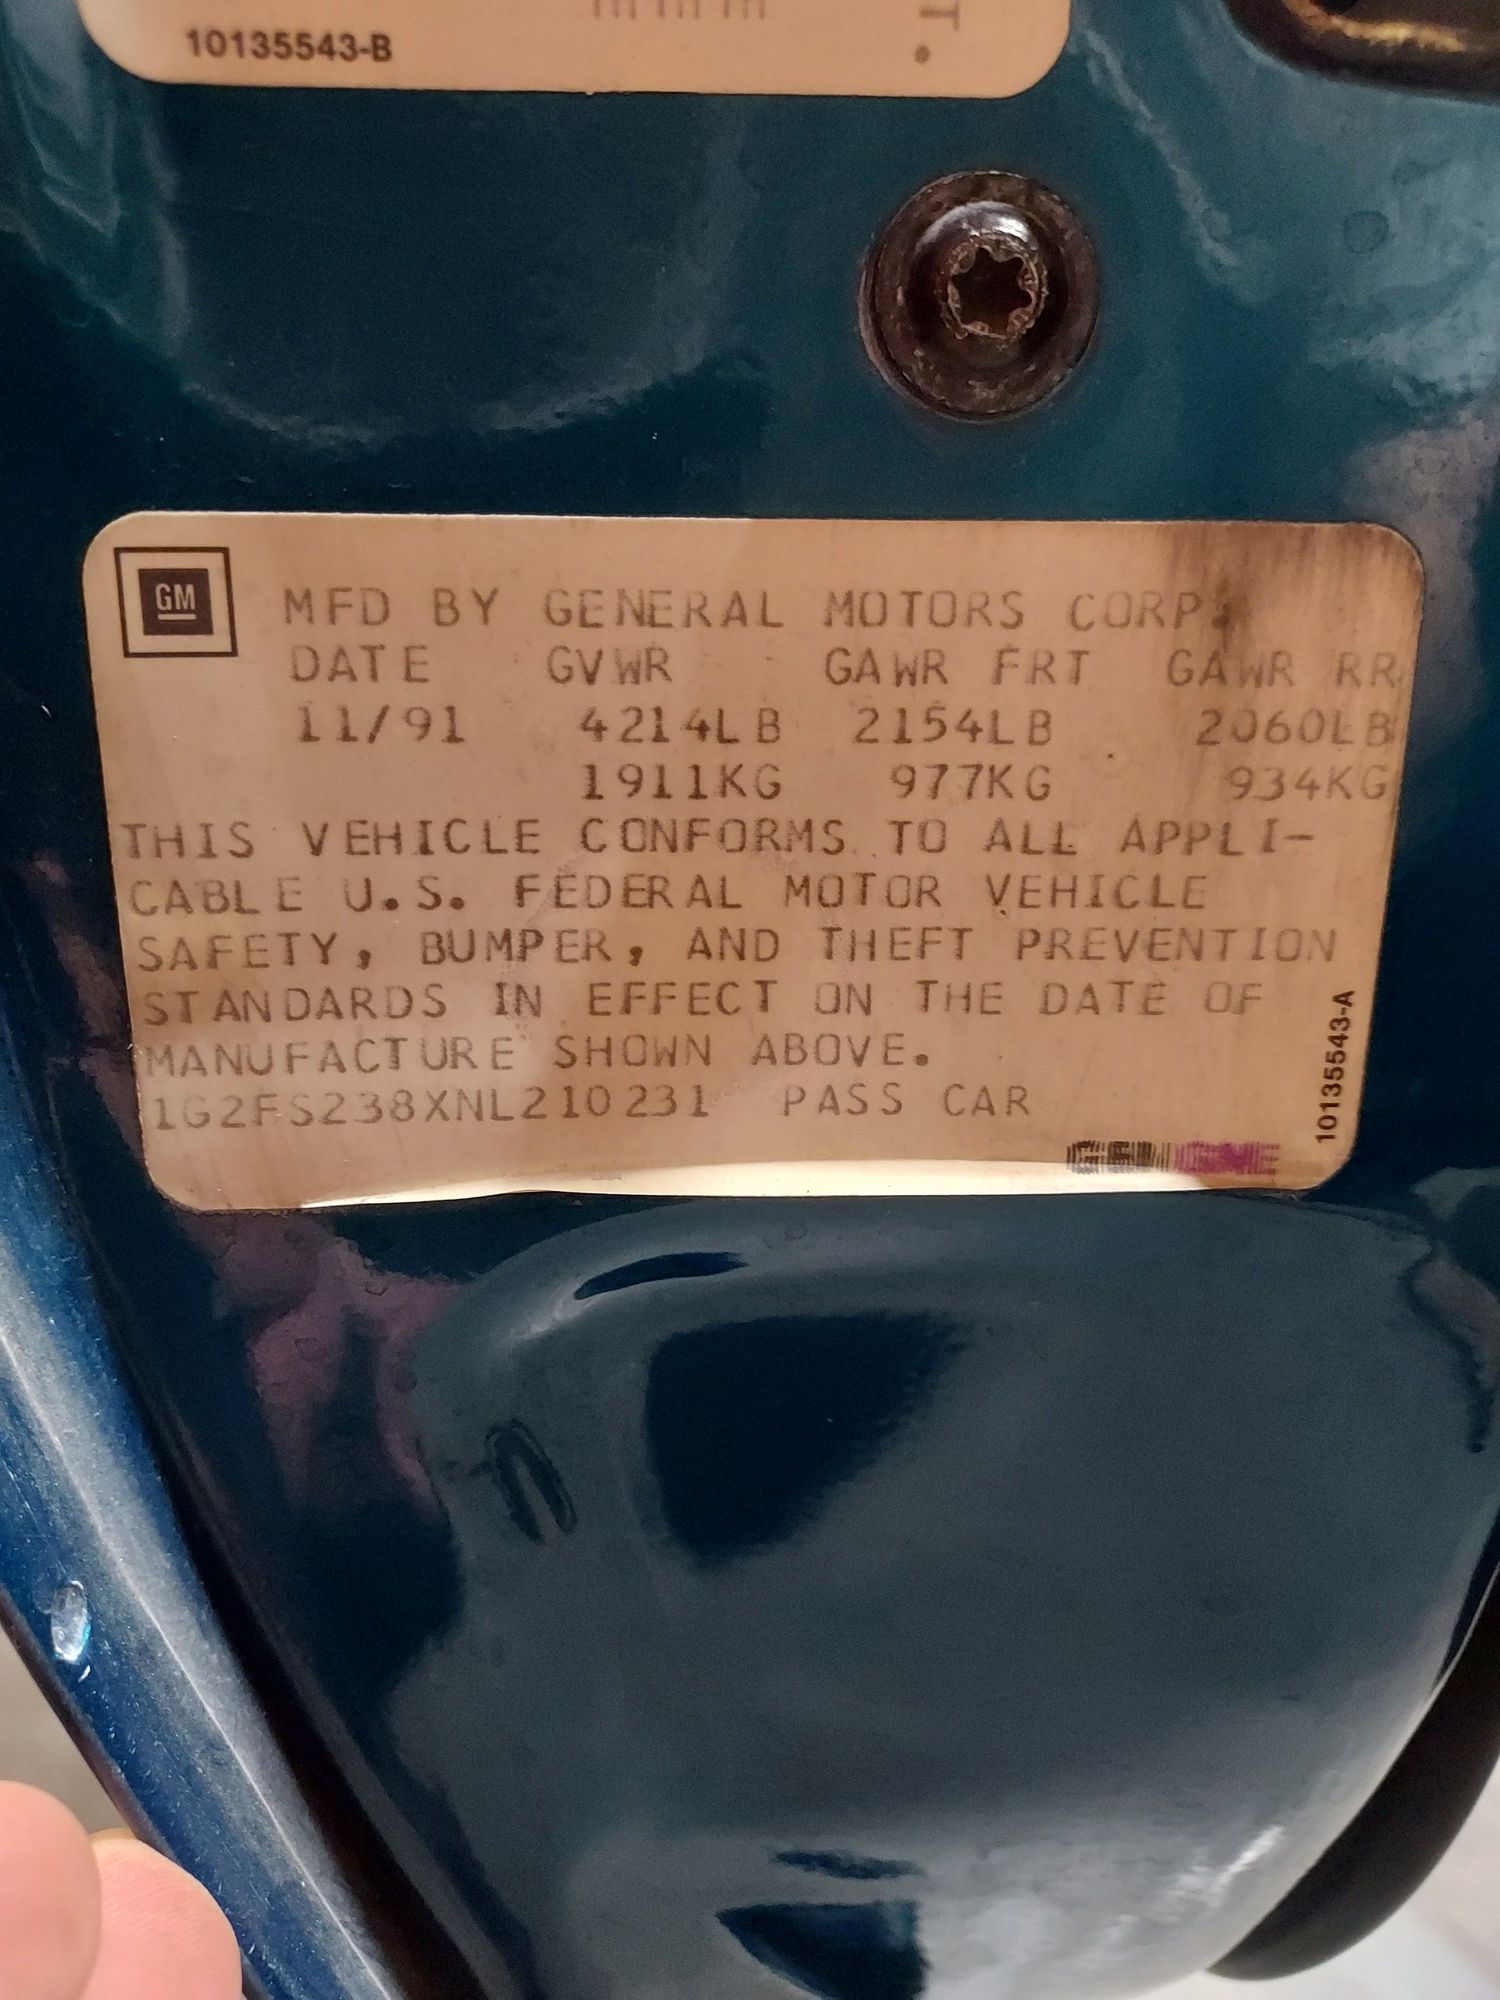 10135543-B
T.
GM
MFD BY GENERAL MOTORS CORP.
DATE GVWR GAWR FRT GAWR RR
11/91 4214LB 2154LB 2060LB
1911KG 977KG 934KG
THIS VEHICLE CONFORMS TO ALL APPLI-
CABLE U.S. FEDERAL MOTOR VEHICLE
SAFETY, BUMPER, AND THEFT PREVENTION
STANDARDS IN EFFECT ON THE DATE OF
MANUFACTURE SHOWN ABOVE.
1G2FS238XNL210231 PASS CAR
10135543-A